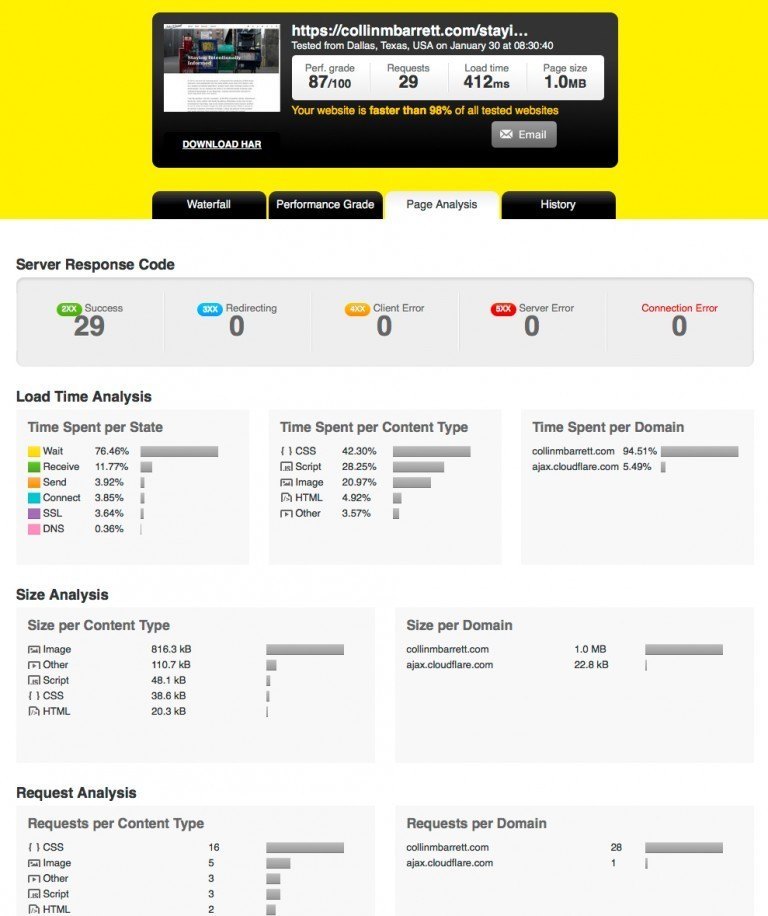 https://collinmbarrett.com/stayi...
Tested from Dallas, Texas, USA on January 30 at 08:30:40
Staying Intentionally
Informed
Perf. grade Requests Load time Page size
87/100 29 412ms 1.0MB
Your website is faster than 98% of all tested websites
DOWNLOAD HAR
Email
Waterfall Performance Grade Page Analysis History
Server Response Code
2XX Success 3XX Redirecting 4XX Client Error 5XX Server Error Connection Error
29 0 0 0 0
Load Time Analysis
Time Spent per State
Wait 76.46%
Receive 11.77%
Send 3.92%
Connect 3.85%
SSL 3.64%
DNS 0.36%
Time Spent per Content Type
{ } CSS 42.30%
Script 28.25%
Image 20.97%
HTML 4.92%
Other 3.57%
Time Spent per Domain
collinmbarrett.com 94.51%
ajax.cloudflare.com 5.49%
Size Analysis
Size per Content Type
Image 816.3 kB
Other 110.7 kB
Script 48.1 kB
{ } CSS 38.6 kB
HTML 20.3 kB
Size per Domain
collinmbarrett.com 1.0 MB
ajax.cloudflare.com 22.8 kB
Request Analysis
Requests per Content Type
{ } CSS 16
Image 5
Other 3
Script 3
HTML 2
Requests per Domain
collinmbarrett.com 28
ajax.cloudflare.com 1